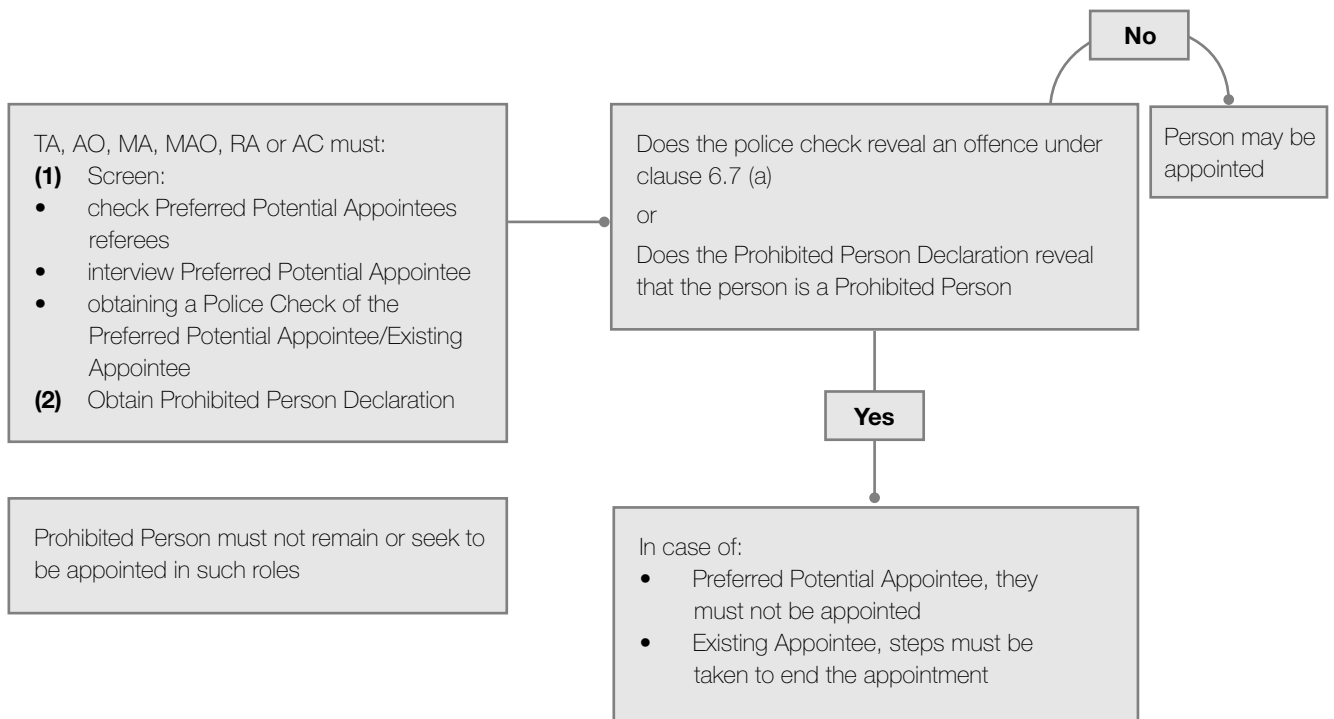 TA, AO, MA, MAO, RA or AC must:
(1) Screen:
• check Preferred Potential Appointees
referees
• interview Preferred Potential Appointee
• obtaining a Police Check of the
Preferred Potential Appointee/Existing
Appointee
(2) Obtain Prohibited Person Declaration
Prohibited Person must not remain or seek to
be appointed in such roles
Does the police check reveal an offence under
clause 6.7 (a)
or
Does the Prohibited Person Declaration reveal
that the person is a Prohibited Person
No
Person may be
appointed
Yes
In case of:
• Preferred Potential Appointee, they
must not be appointed
• Existing Appointee, steps must be
taken to end the appointment